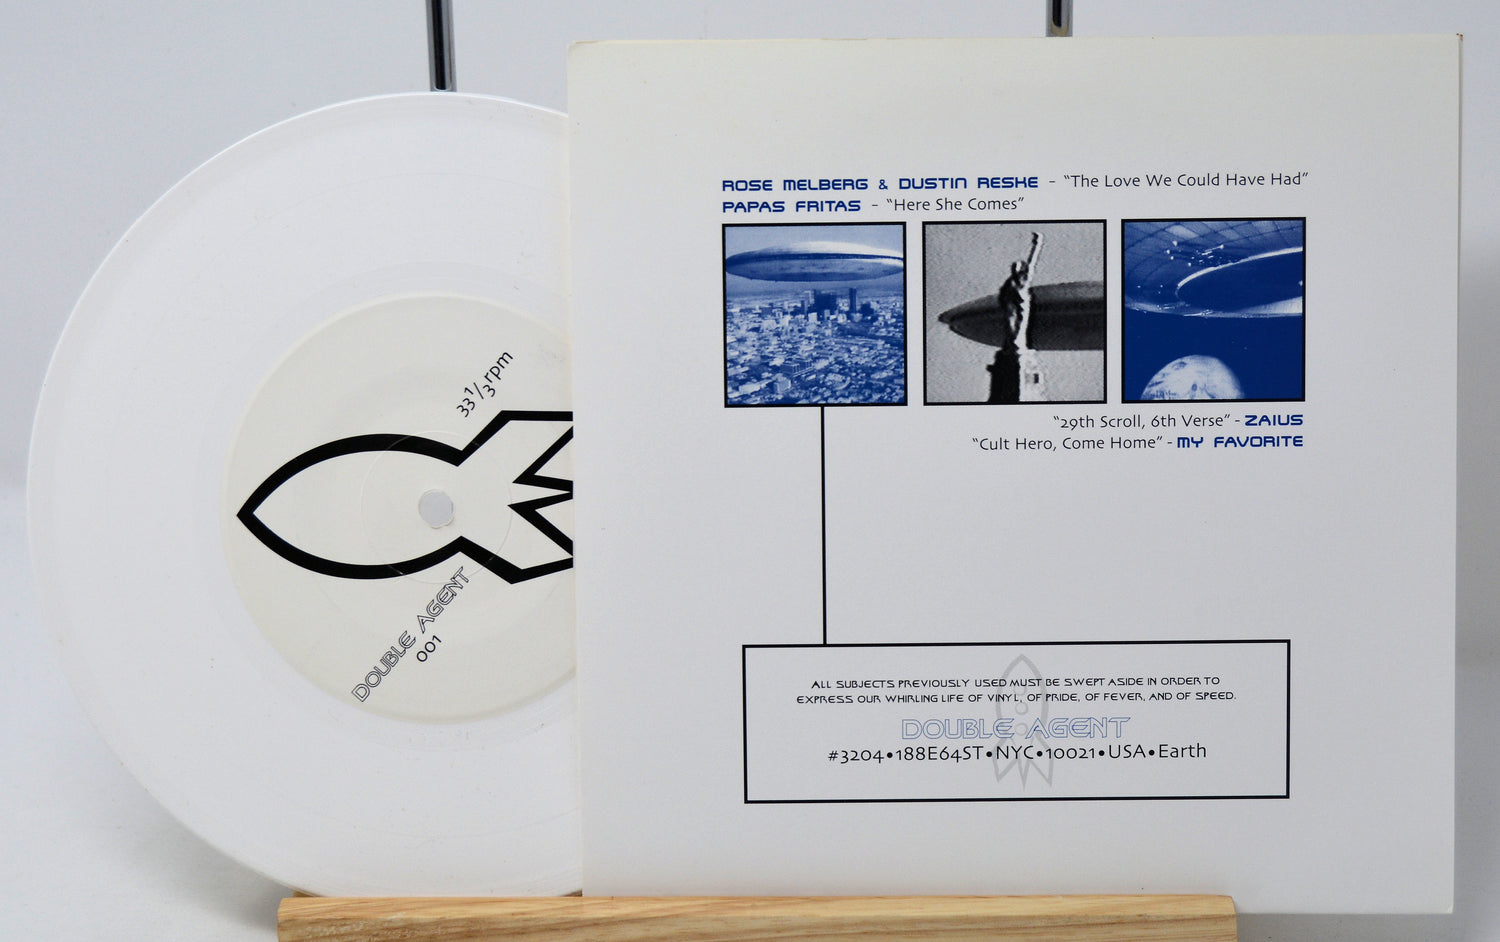 33 1/3 rpm
DOUBLE AGENT
001
ROSE MELBERG & DUSTIN RESKE - “The Love We Could Have Had”
PAPAS FRITAS - “Here She Comes”
“29th Scroll, 6th Verse” - ZAIUS
“Cult Hero, Come Home” - MY FAVORITE
ALL SUBJECTS PREVIOUSLY USED MUST BE SWEPT ASIDE IN ORDER TO
EXPRESS OUR WHIRLING LIFE OF VINYL, OF PRIDE, OF FEVER, AND OF SPEED.
DOUBLE AGENT
#3204•188E64ST•NYC•10021•USA•Earth